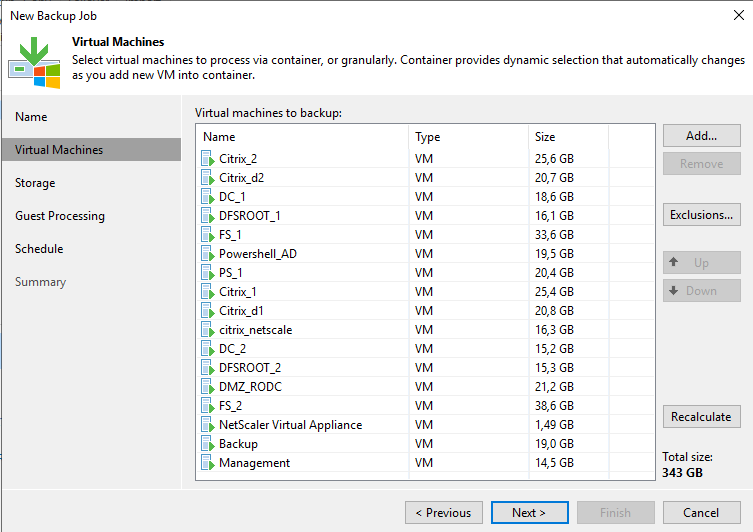 New Backup Job
Virtual Machines
Select virtual machines to process via container, or granularly. Container provides dynamic selection that automatically changes
as you add new VM into container.
Name
Virtual Machines
Storage
Guest Processing
Schedule
Summary
Virtual machines to backup:
Name Type Size
Citrix_2 VM 25,6 GB
Citrix_d2 VM 20,7 GB
DC_1 VM 18,6 GB
DFSROOT_1 VM 16,1 GB
FS_1 VM 33,6 GB
Powershell_AD VM 19,5 GB
PS_1 VM 20,4 GB
Citrix_1 VM 25,4 GB
Citrix_d1 VM 20,8 GB
citrix_netscale VM 16,3 GB
DC_2 VM 15,2 GB
DFSROOT_2 VM 15,3 GB
DMZ_RODC VM 21,2 GB
FS_2 VM 38,6 GB
NetScaler Virtual Appliance VM 1,49 GB
Backup VM 19,0 GB
Management VM 14,5 GB
Add...
Remove
Exclusions...
Up
Down
Recalculate
Total size:
343 GB
< Previous
Next >
Finish
Cancel